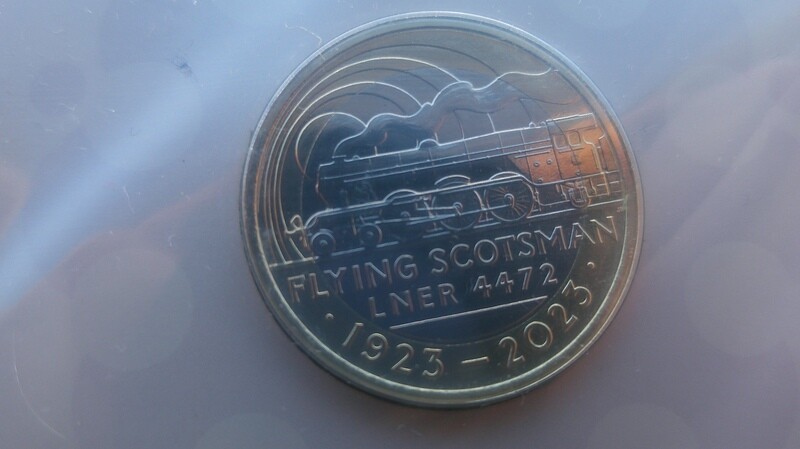 FLYING SCOTSMAN
LNER 4472
· 1923 – 2023 ·